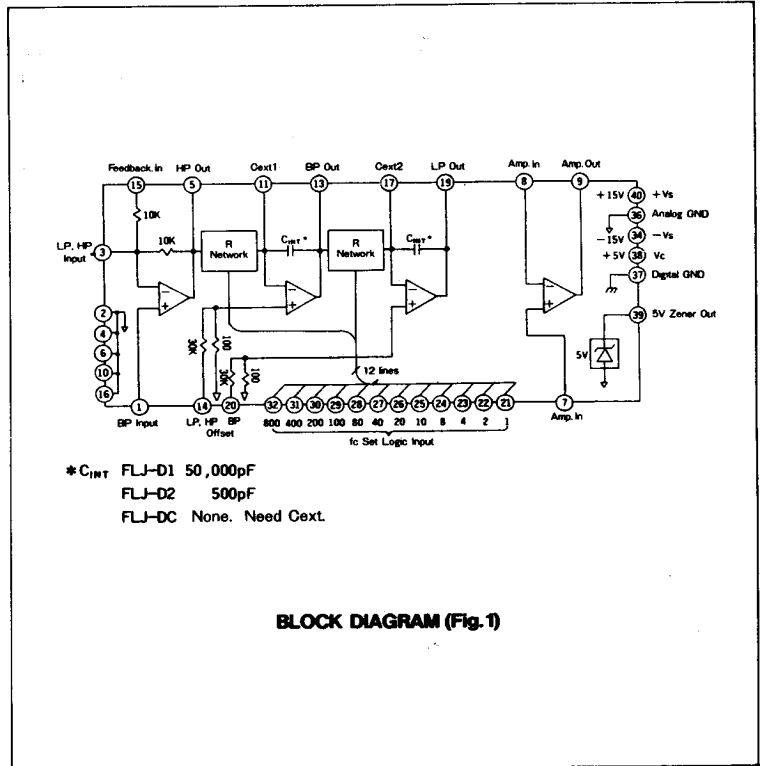 Feedback. in HP Out Cext1 BP Out Cext2 LP Out Amp. In Amp. Out
15 5 11 13 17 19 8 9
+15V 40 +Vs
36 Analog GND
-15V 34 -Vs
+5V 38 Vc
37 Digital GND
39 5V Zener Out
10K
LP, HP
Input 3
10K
R
Network
CINT*
R
Network
CINT*
2
4
6
10
16
30K 100 30K 100
12 lines
5V
1 14 20 32 31 30 29 28 27 26 25 24 23 22 21 7
BP Input LP, HP BP
Offset
800 400 200 100 80 40 20 10 8 4 2 1
Amp. In
fc Set Logic Input
*CINT FLJ-D1 50,000pF
FLJ-D2 500pF
FLJ-DC None. Need Cext.
BLOCK DIAGRAM (Fig. 1)